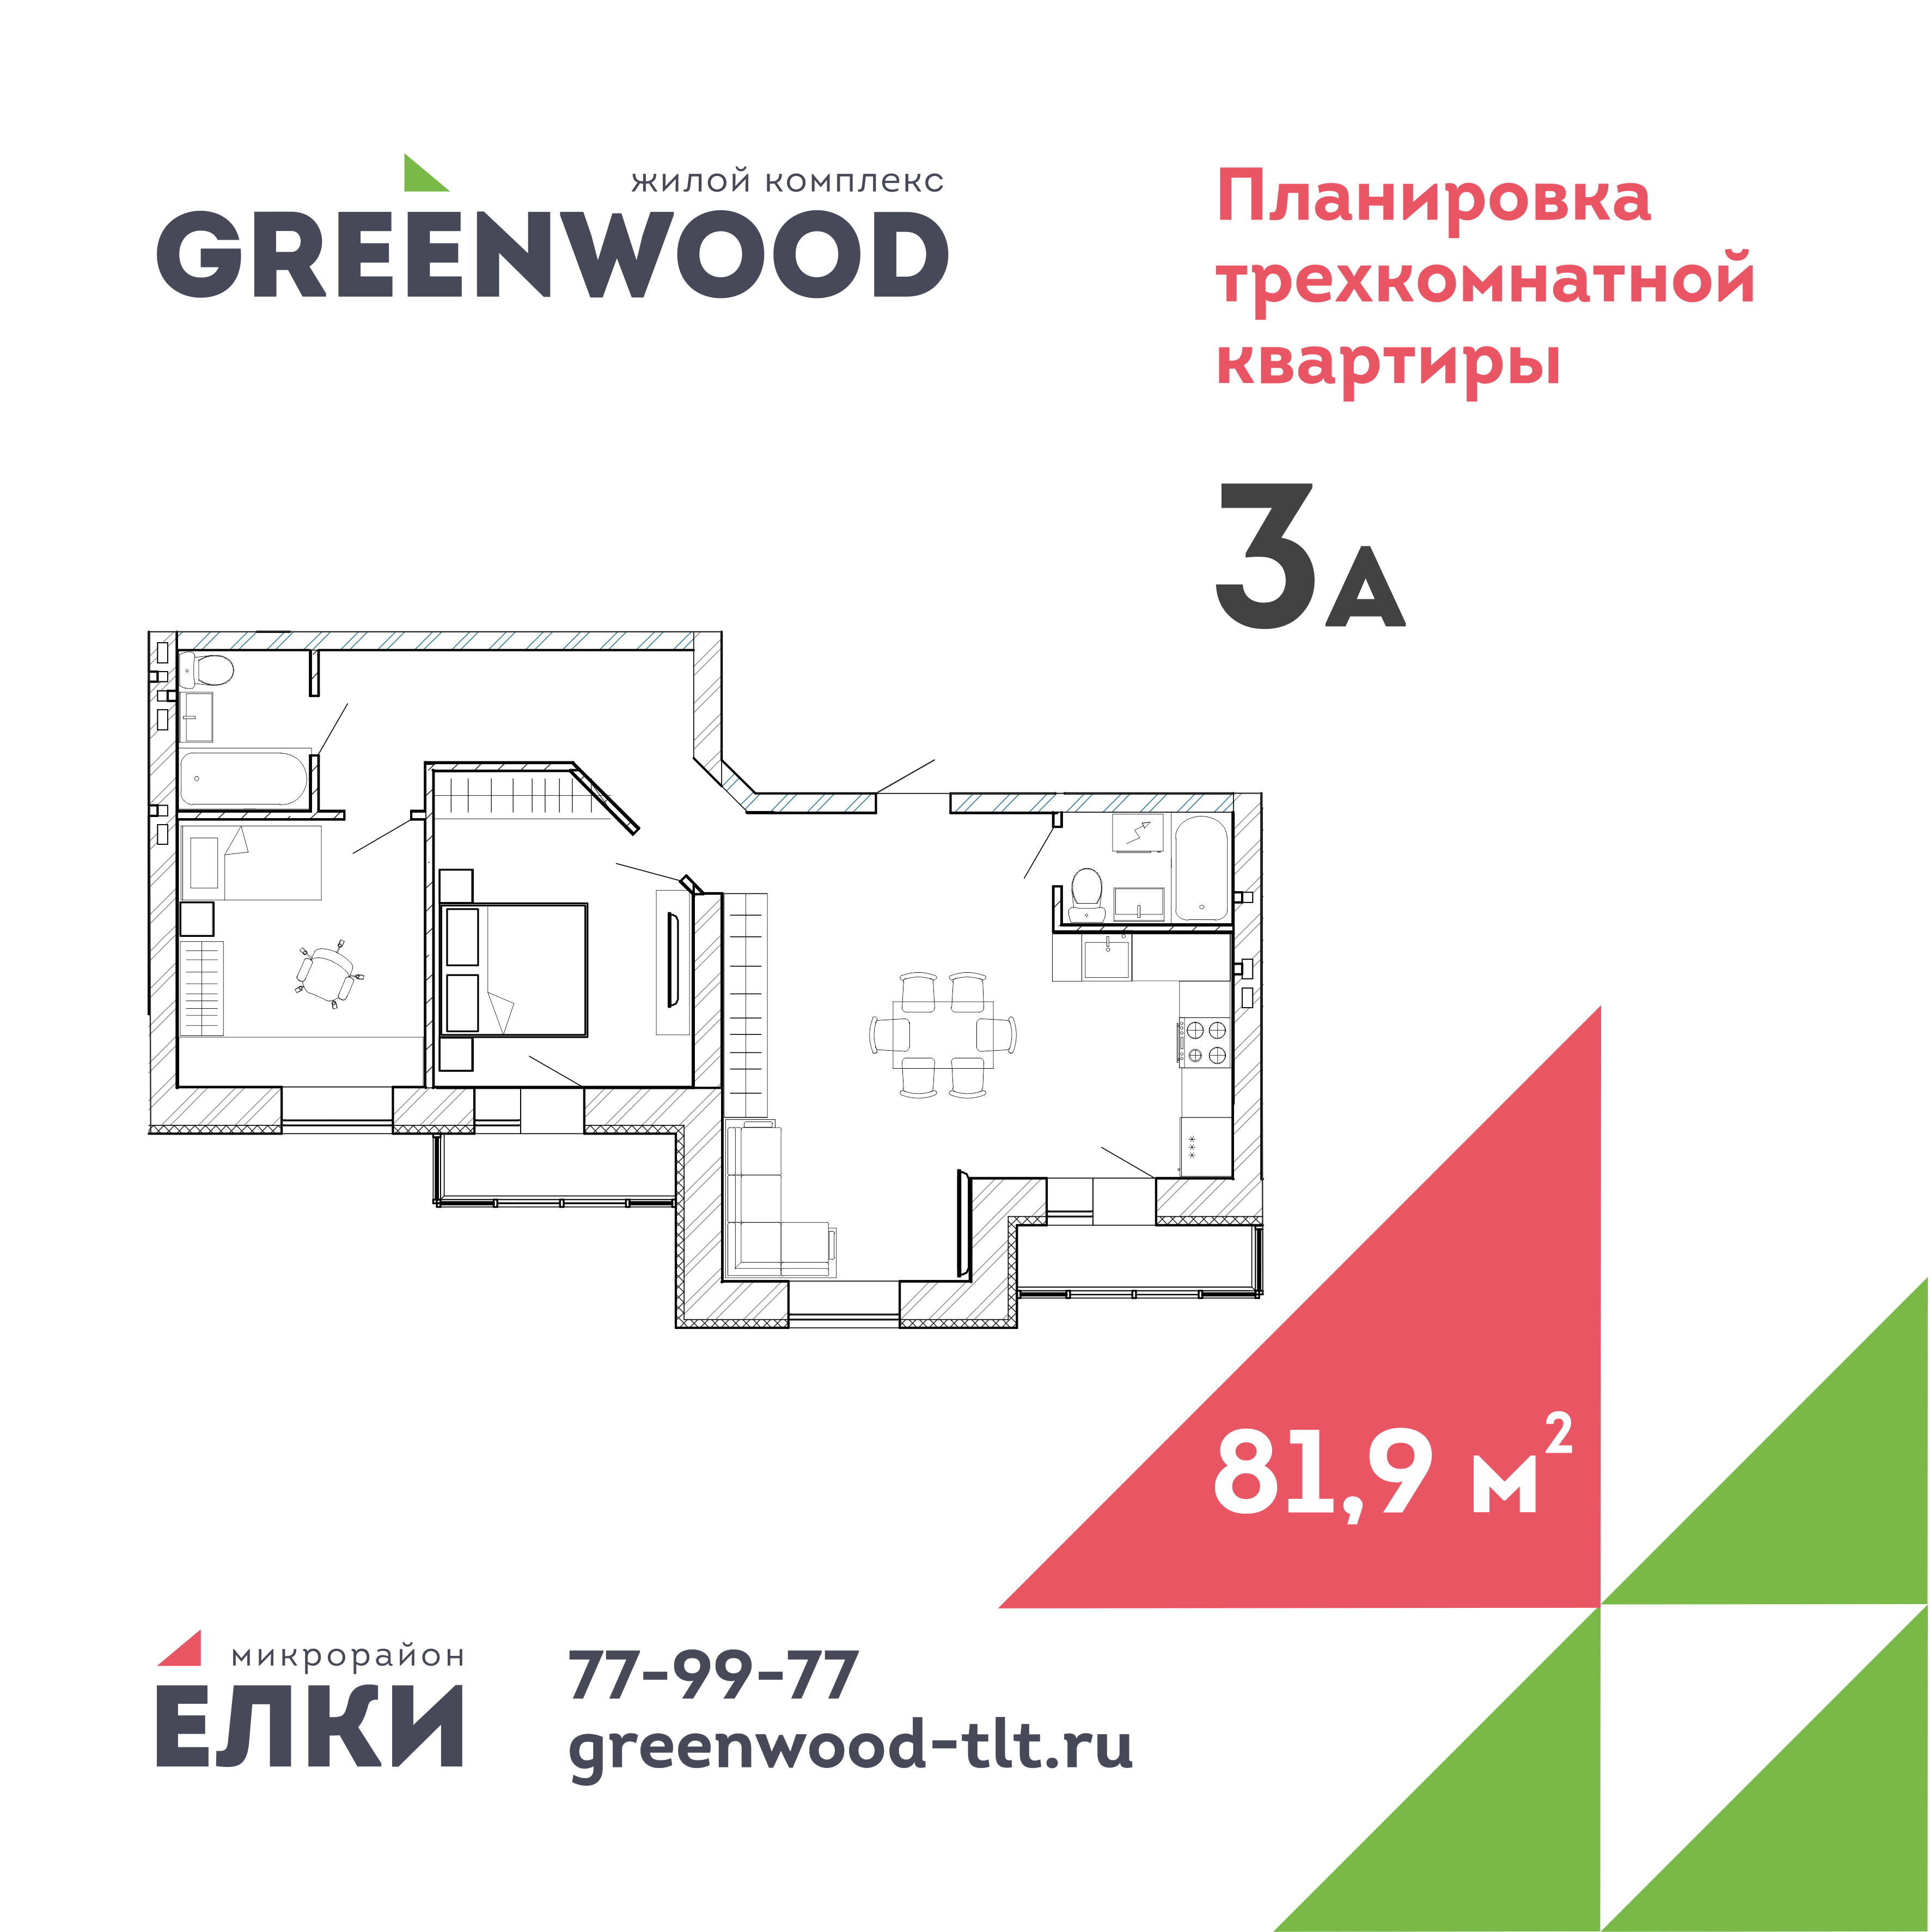 жилой комплекс
GREENWOOD
Планировка
трехкомнатной
квартиры
3А
81,9 м²
микрорайон
ЕЛКИ
77-99-77
greenwood-tlt.ru